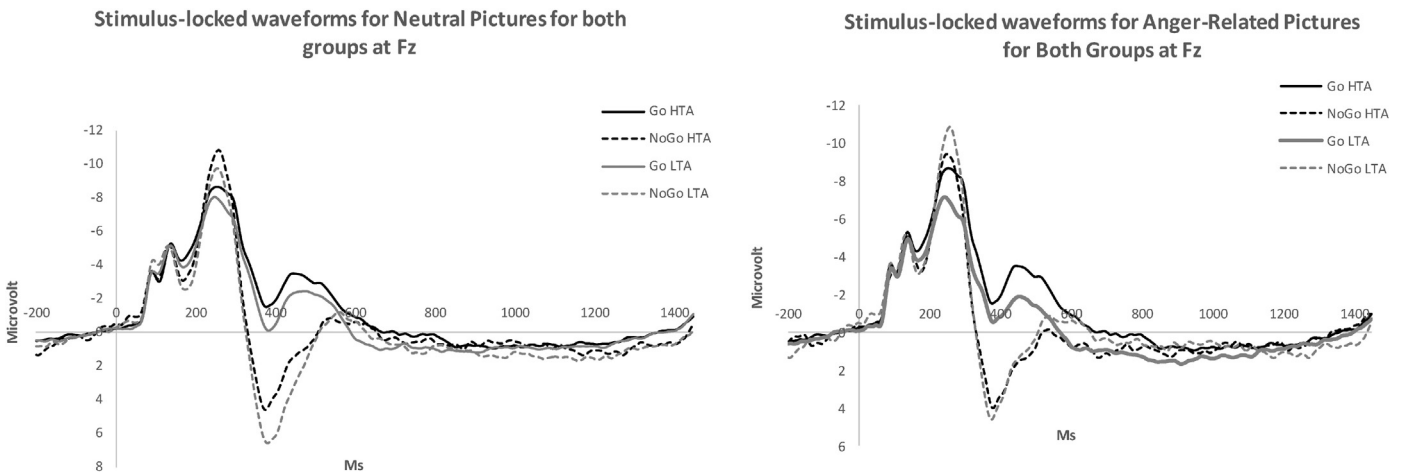 Stimulus-locked waveforms for Neutral Pictures for both
groups at Fz
Go HTA
NoGo HTA
Go LTA
NoGo LTA
-12
-10
-8
-6
-4
-2
0
2
4
6
8
Microvolt
-200 0 200 400 600 800 1000 1200 1400
Ms
Stimulus-locked waveforms for Anger-Related Pictures
for Both Groups at Fz
Go HTA
NoGo HTA
Go LTA
NoGo LTA
-12
-10
-8
-6
-4
-2
0
2
4
6
Microvolt
-200 0 200 400 600 800 1000 1200 1400
Ms